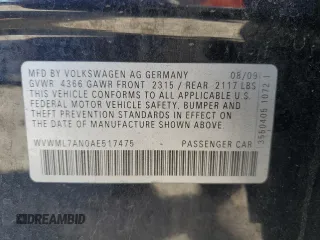 MFD BY VOLKSWAGEN AG GERMANY 08/09
GVWR 4366 GAWR FRONT 2315 / REAR 2117 LBS
THIS VEHICLE CONFORMS TO ALL APPLICABLE U.S.
FEDERAL MOTOR VEHICLE SAFETY, BUMPER AND
THEFT PREVENTION STANDARDS IN EFFECT ON THE
DATE OF MANUFACTURE SHOWN ABOVE.
WVWML7AN0AE517475 - PASSENGER CAR
DREAMBID